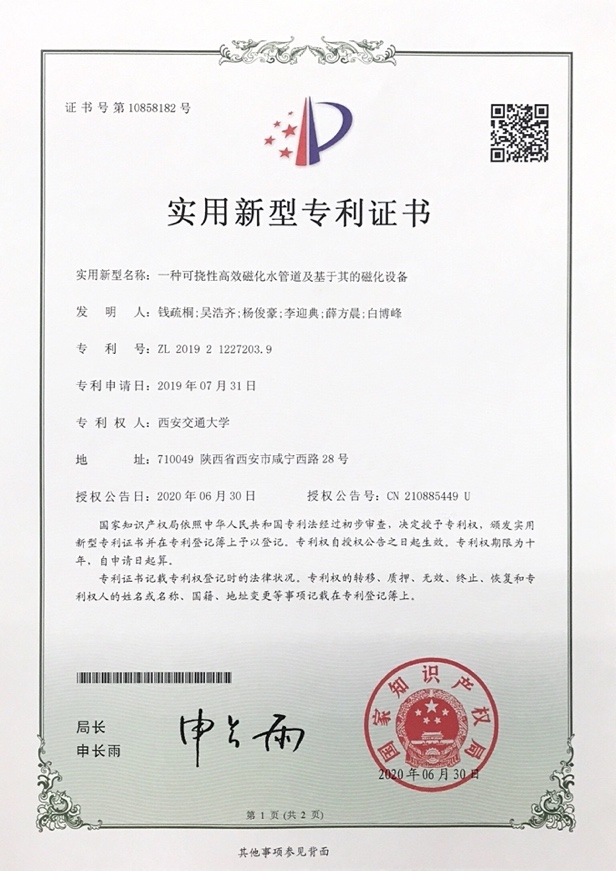 证书号第10858182号
实用新型专利证书
实用新型名称：一种可挠性高效磁化水管道及基于其的磁化设备
发明人：钱疏桐;吴浩齐;杨俊豪;李迎典;薛方晨;白博峰
专利号：ZL 2019 2 1227203.9
专利申请日：2019年07月31日
专利权人：西安交通大学
地址：710049 陕西省西安市咸宁西路28号
授权公告日：2020年06月30日 授权公告号：CN 210885449 U
国家知识产权局依照中华人民共和国专利法经过初步审查，决定授予专利权，颁发实用
新型专利证书并在专利登记簿上予以登记。专利权自授权公告之日起生效。专利权期限为十
年，自申请日起算。
专利证书记载专利权登记时的法律状况。专利权的转移、质押、无效、终止、恢复和专
利权人的姓名或名称、国籍、地址变更等事项记载在专利登记簿上。
局长
申长雨
申长雨
国家知识产权局
2020年06月30日
第1页(共2页)
其他事项参见背面